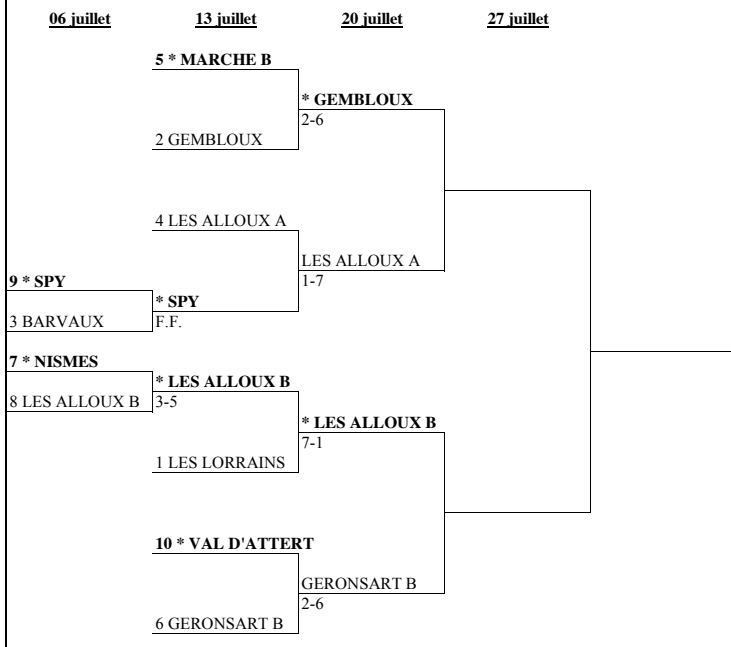 06 juillet 13 juillet 20 juillet 27 juillet
5 * MARCHE B
* GEMBLOUX
2-6
2 GEMBLOUX
4 LES ALLOUX A
LES ALLOUX A
1-7
9 * SPY
* SPY
3 BARVAUX F.F.
7 * NISMES
* LES ALLOUX B
8 LES ALLOUX B 3-5
* LES ALLOUX B
7-1
1 LES LORRAINS
10 * VAL D'ATTERT
GERONSART B
2-6
6 GERONSART B